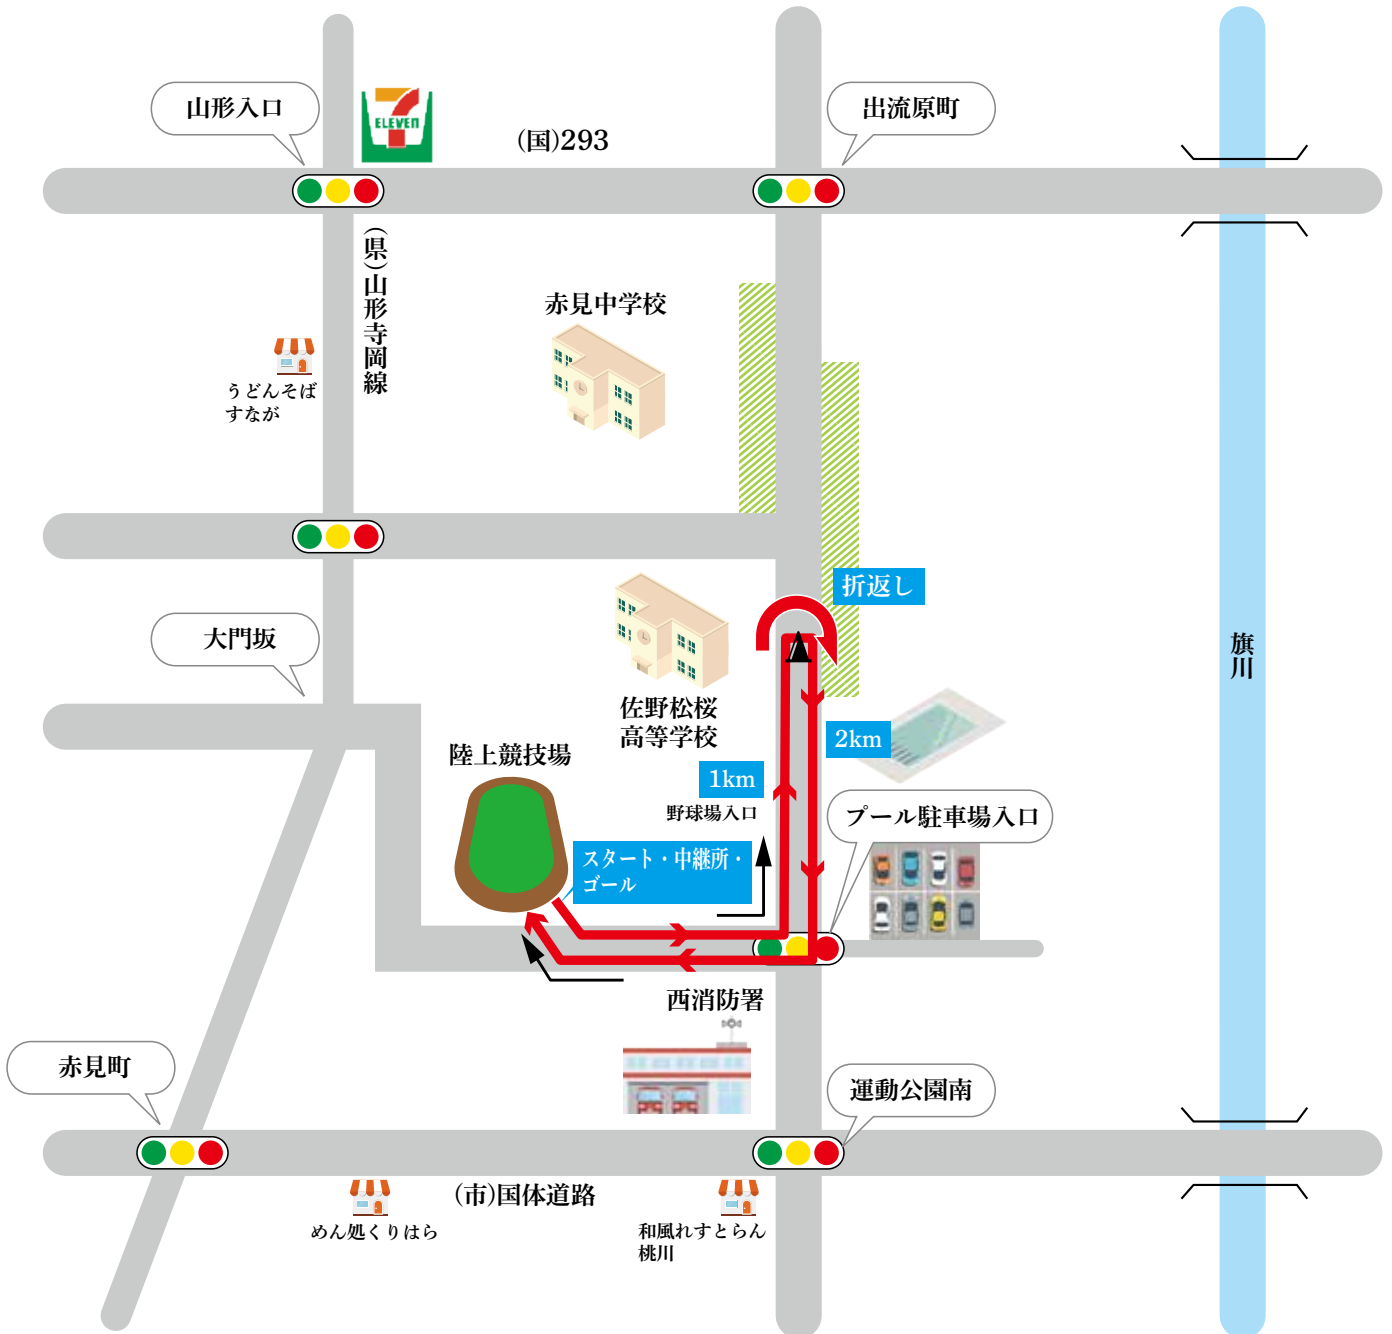 山形入口
ELEVEN
(国)293
出流原町
(県)山形寺岡線
赤見中学校
うどんそば
すなが
折返し
大門坂
佐野松桜
高等学校
旗川
陸上競技場
2km
1km
野球場入口
プール駐車場入口
スタート・中継所・
ゴール
西消防署
赤見町
運動公園南
(市)国体道路
めん処くりはら
和風れすとらん
桃川